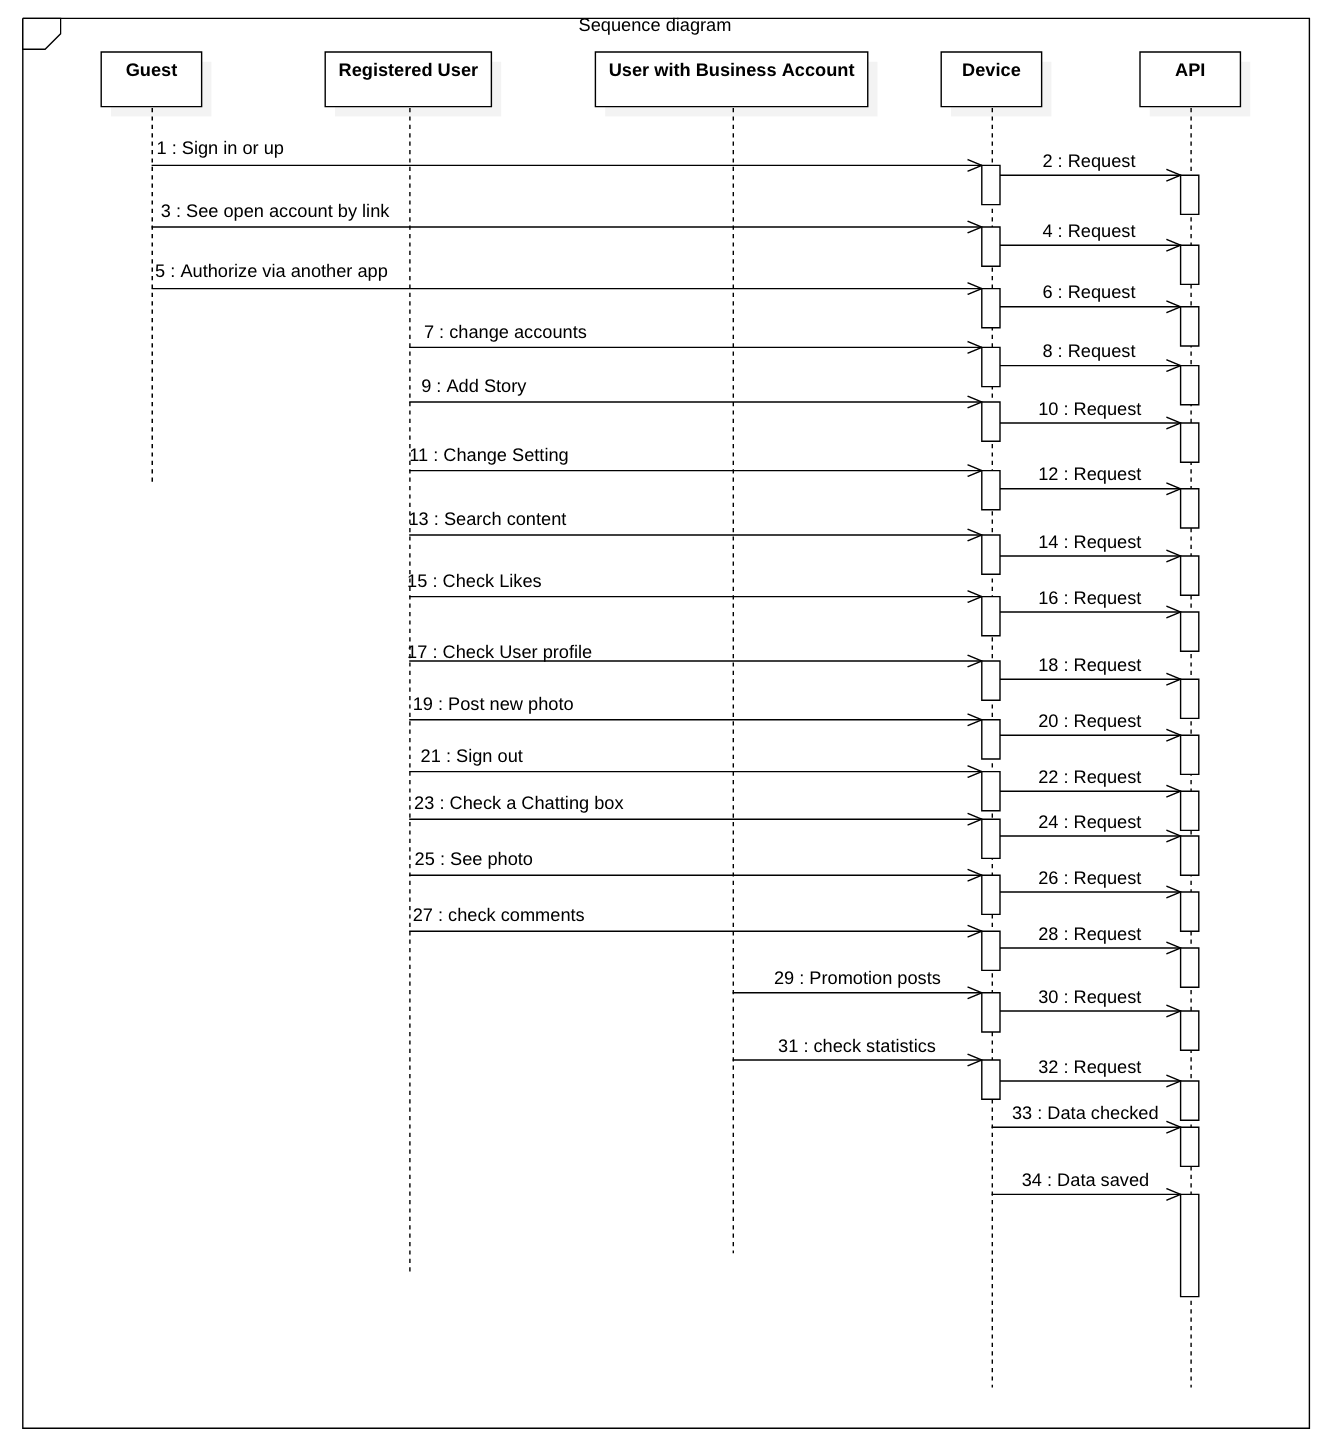 Sequence diagram
Guest
Registered User
User with Business Account
Device
API
1 : Sign in or up
2 : Request
3 : See open account by link
4 : Request
5 : Authorize via another app
6 : Request
7 : change accounts
8 : Request
9 : Add Story
10 : Request
11 : Change Setting
12 : Request
13 : Search content
14 : Request
15 : Check Likes
16 : Request
17 : Check User profile
18 : Request
19 : Post new photo
20 : Request
21 : Sign out
22 : Request
23 : Check a Chatting box
24 : Request
25 : See photo
26 : Request
27 : check comments
28 : Request
29 : Promotion posts
30 : Request
31 : check statistics
32 : Request
33 : Data checked
34 : Data saved